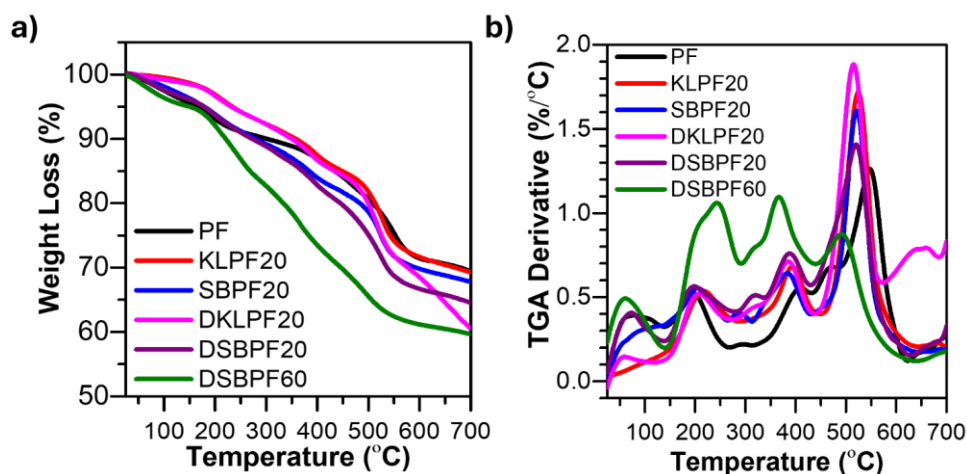 a)
Weight Loss (%)
100
90
80
70
60
50
PF
KLPF20
SBPF20
DKLPF20
DSBPF20
DSBPF60
100 200 300 400 500 600 700
Temperature (°C)
b)
TGA Derivative (%/°C)
2.0
1.5
1.0
0.5
0.0
PF
KLPF20
SBPF20
DKLPF20
DSBPF20
DSBPF60
100 200 300 400 500 600 700
Temperature (°C)